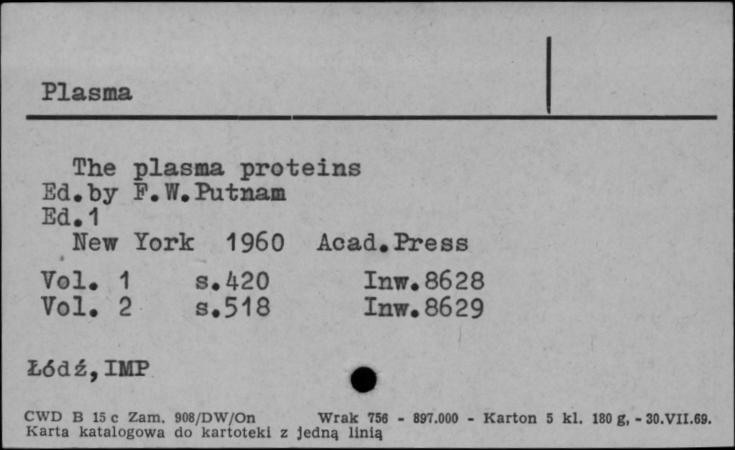 Plasma
The plasma proteins
Ed.by F.W.Putnam
Ed.1
New York 1960 Acad.Press
Vol. 1 s.420 Inw.8628
Vol. 2 s.518 Inw.8629
Łódź,IMP
CWD B 15 c Zam. 908/DW/On Wrak 756 - 897.000 - Karton 5 kl. 180 g, - 30.VII.69.
Karta katalogowa do kartoteki z jedną linią